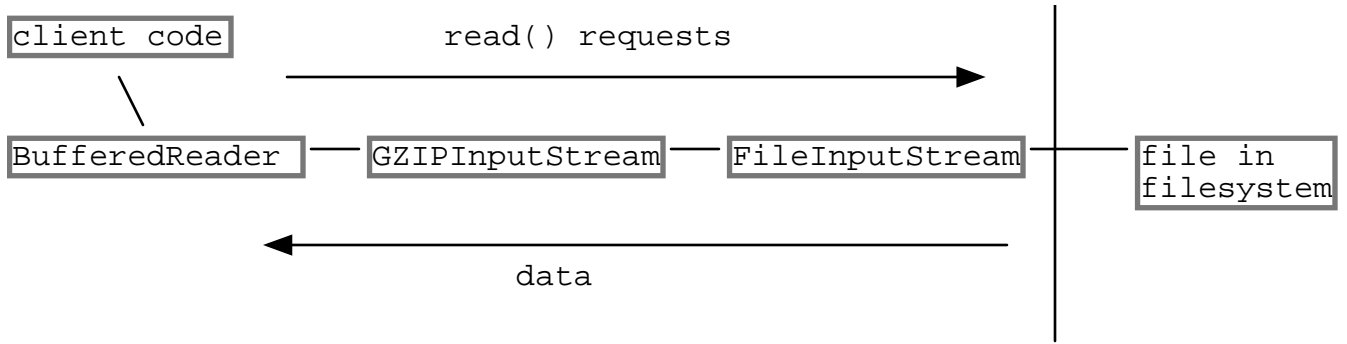 client code
read() requests
BufferedReader
GZIPInputStream
FileInputStream
file in
filesystem
data